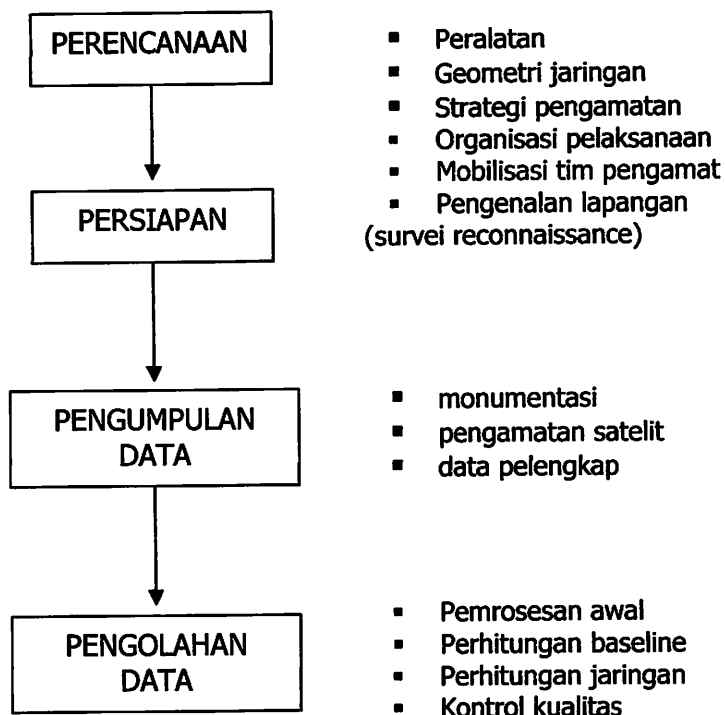 PERENCANAAN
▪ Peralatan
▪ Geometri jaringan
▪ Strategi pengamatan
▪ Organisasi pelaksanaan
▪ Mobilisasi tim pengamat
▪ Pengenalan lapangan
(survei reconnaissance)
PERSIAPAN
PENGUMPULAN
DATA
▪ monumentasi
▪ pengamatan satelit
▪ data pelengkap
PENGOLAHAN
DATA
▪ Pemrosesan awal
▪ Perhitungan baseline
▪ Perhitungan jaringan
▪ Kontrol kualitas